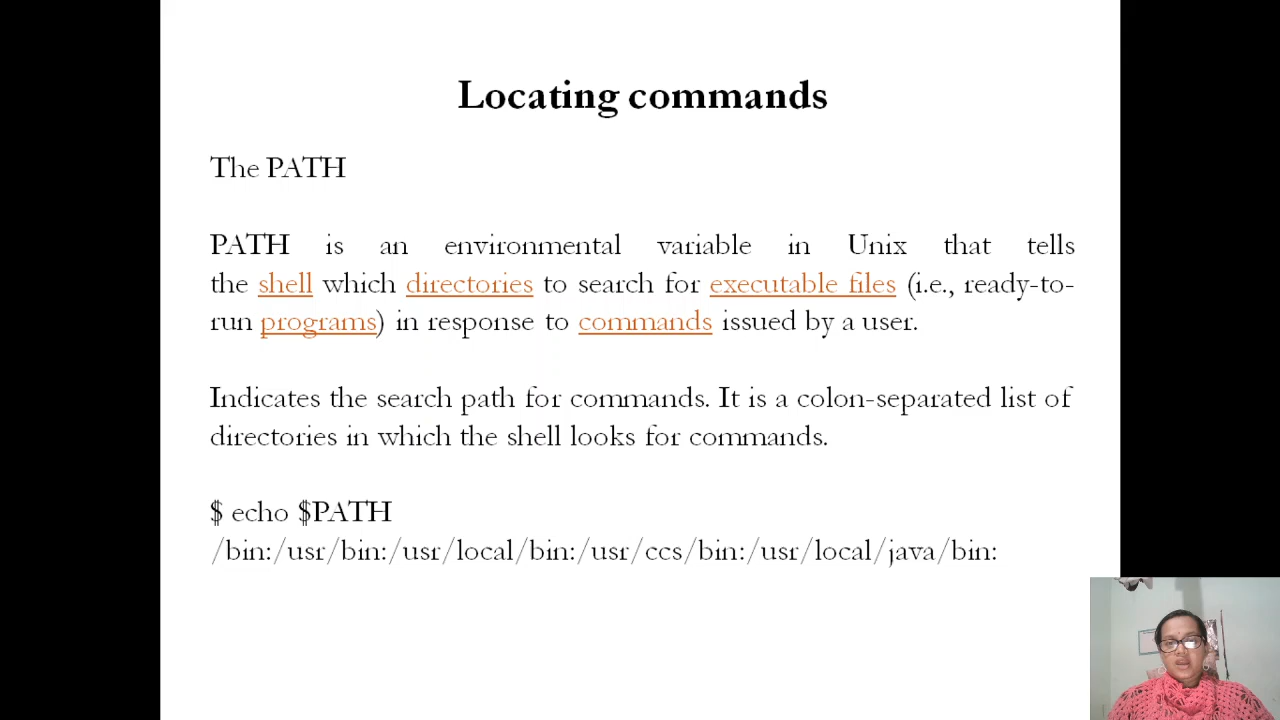 Locating commands
The PATH
PATH is an environmental variable in Unix that tells
the shell which directories to search for executable files (i.e., ready-to-
run programs) in response to commands issued by a user.
Indicates the search path for commands. It is a colon-separated list of
directories in which the shell looks for commands.
$ echo $PATH
/bin:/usr/bin:/usr/local/bin:/usr/ccs/bin:/usr/local/java/bin: